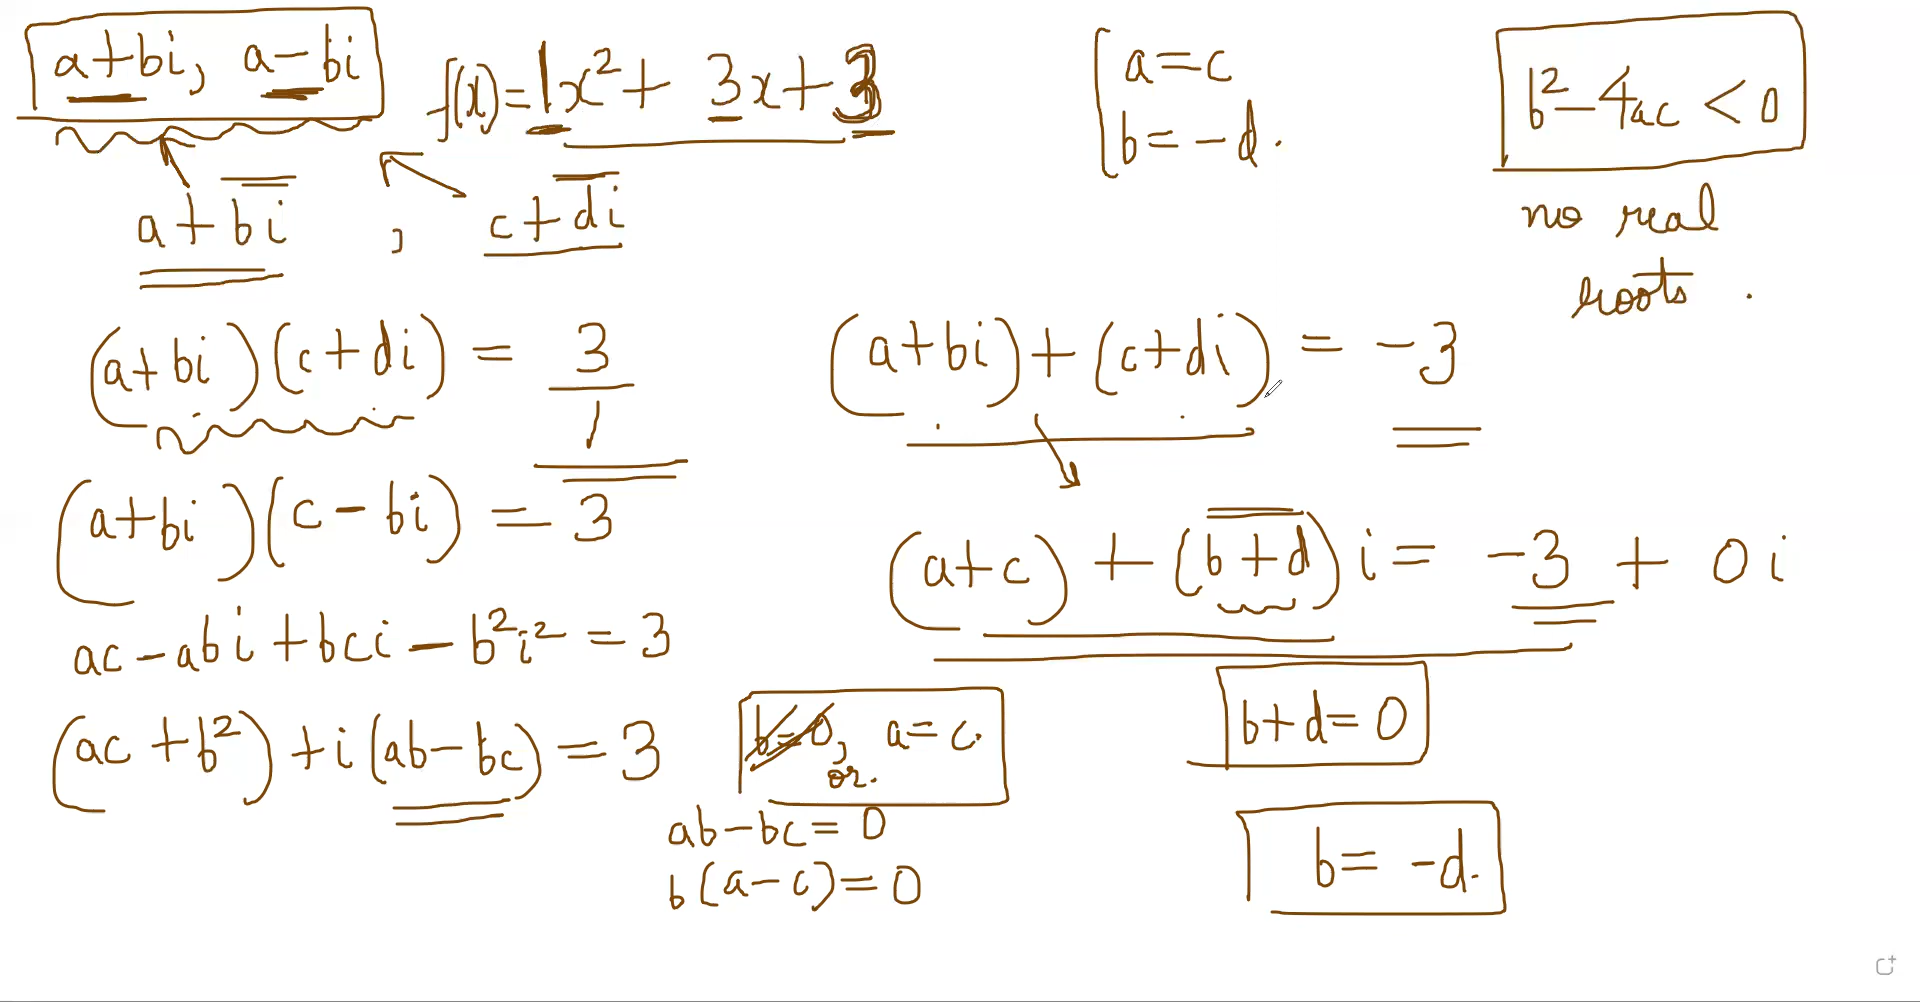 a+bi, a-bi
f(x) = 1x² + 3x + 3
a = c
b = -d.
b² - 4ac < 0
no real
roots .
a + bi , c + di
(a+bi)(c+di) = 3/1
(a+bi) + (c+di) = -3
(a+bi)(c-bi) = 3
(a+c) + (b+d)i = -3 + 0i
ac - abi + bci - b²i² = 3
(ac + b²) + i(ab - bc) = 3
b=0, or. a = c.
b + d = 0
ab - bc = 0
b(a - c) = 0
b = -d.